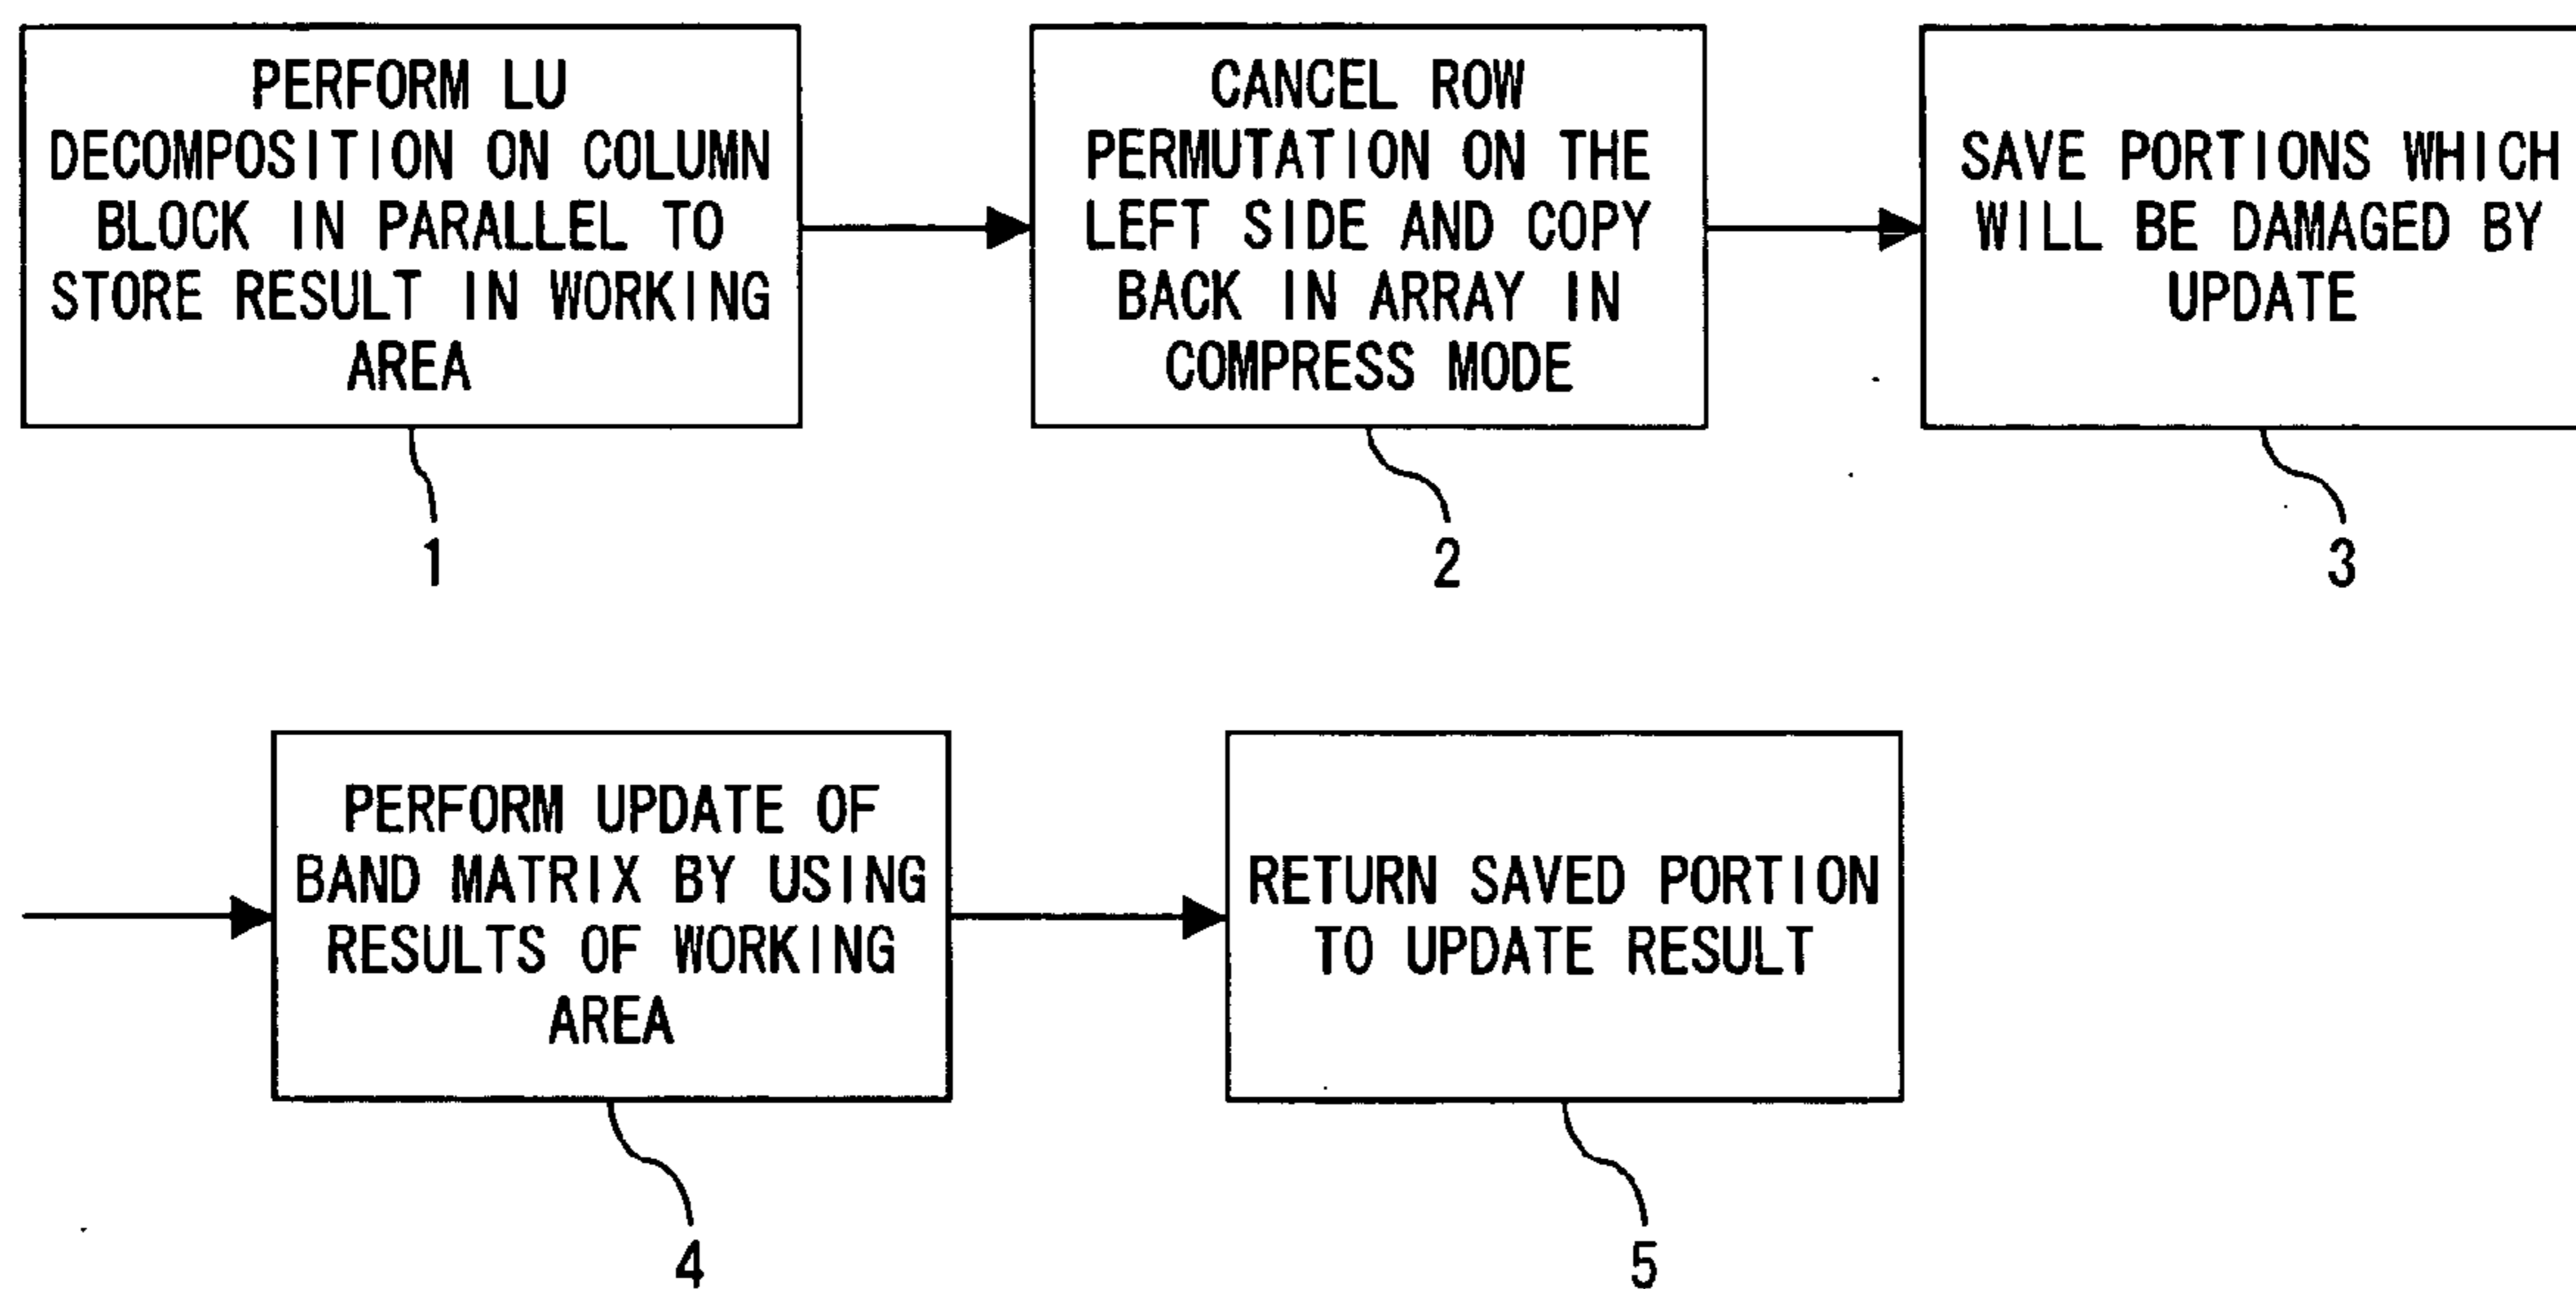 PERFORM LU
DECOMPOSITION ON COLUMN
BLOCK IN PARALLEL TO
STORE RESULT IN WORKING
AREA
1
CANCEL ROW
PERMUTATION ON THE
LEFT SIDE AND COPY
BACK IN ARRAY IN
COMPRESS MODE
2
SAVE PORTIONS WHICH
WILL BE DAMAGED BY
UPDATE
3
PERFORM UPDATE OF
BAND MATRIX BY USING
RESULTS OF WORKING
AREA
4
RETURN SAVED PORTION
TO UPDATE RESULT
5